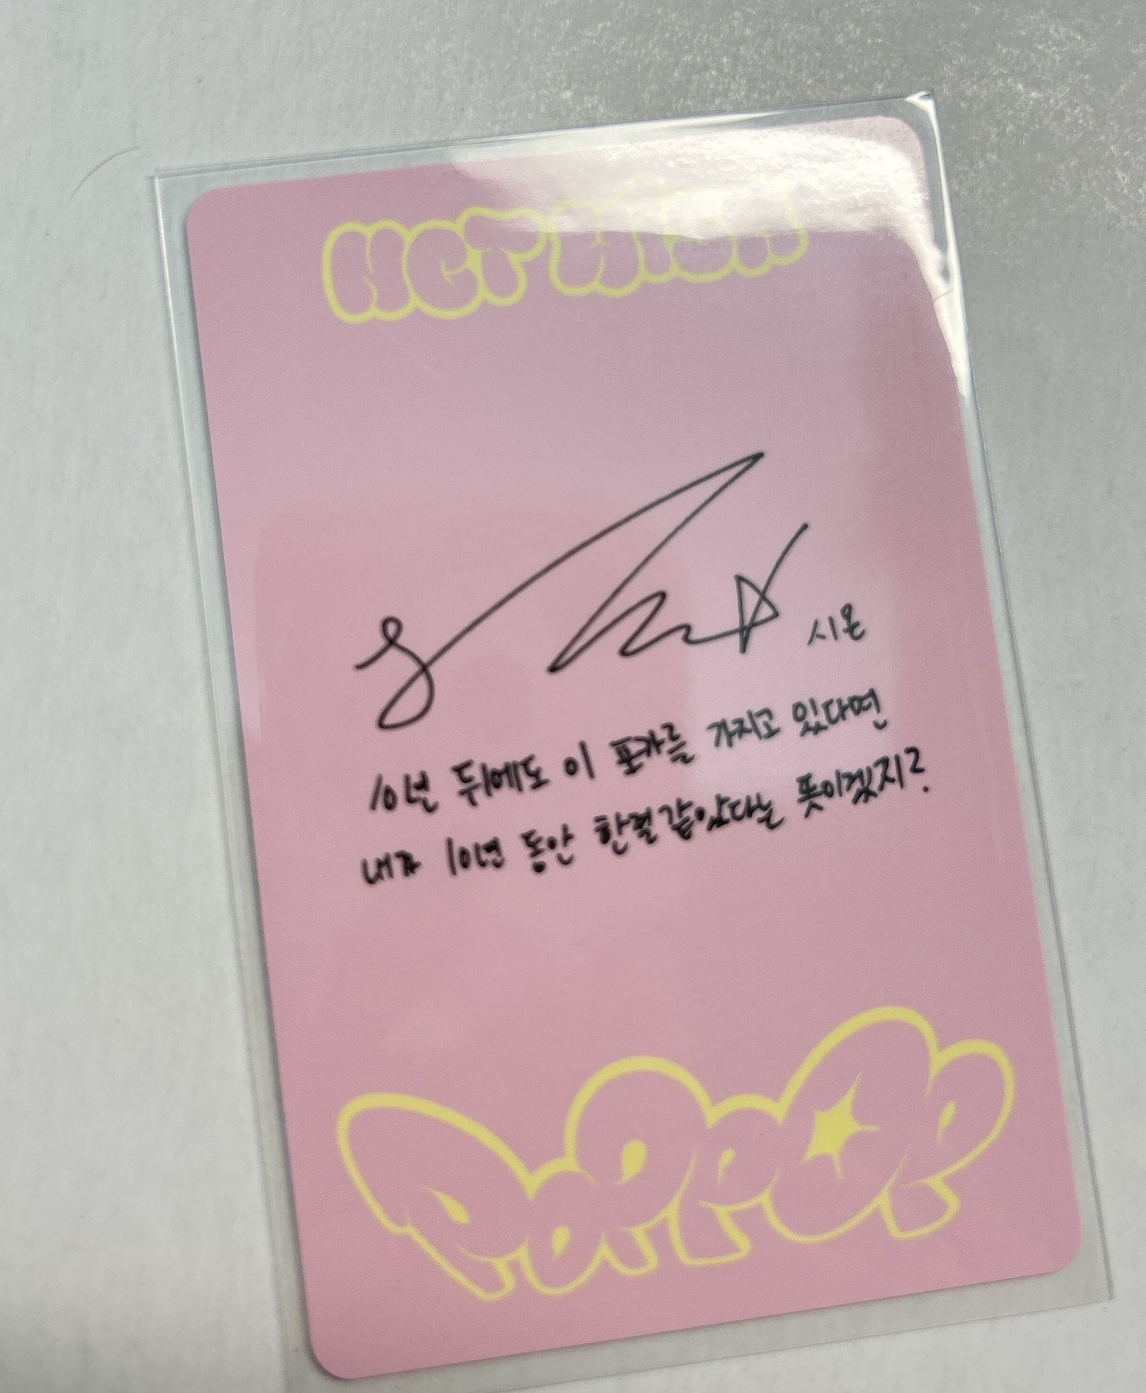 NCT WISH
시온
10년 뒤에도 이 포카를 가지고 있다면
내가 10년 동안 한결같았다는 뜻이겠지?
POPPOP